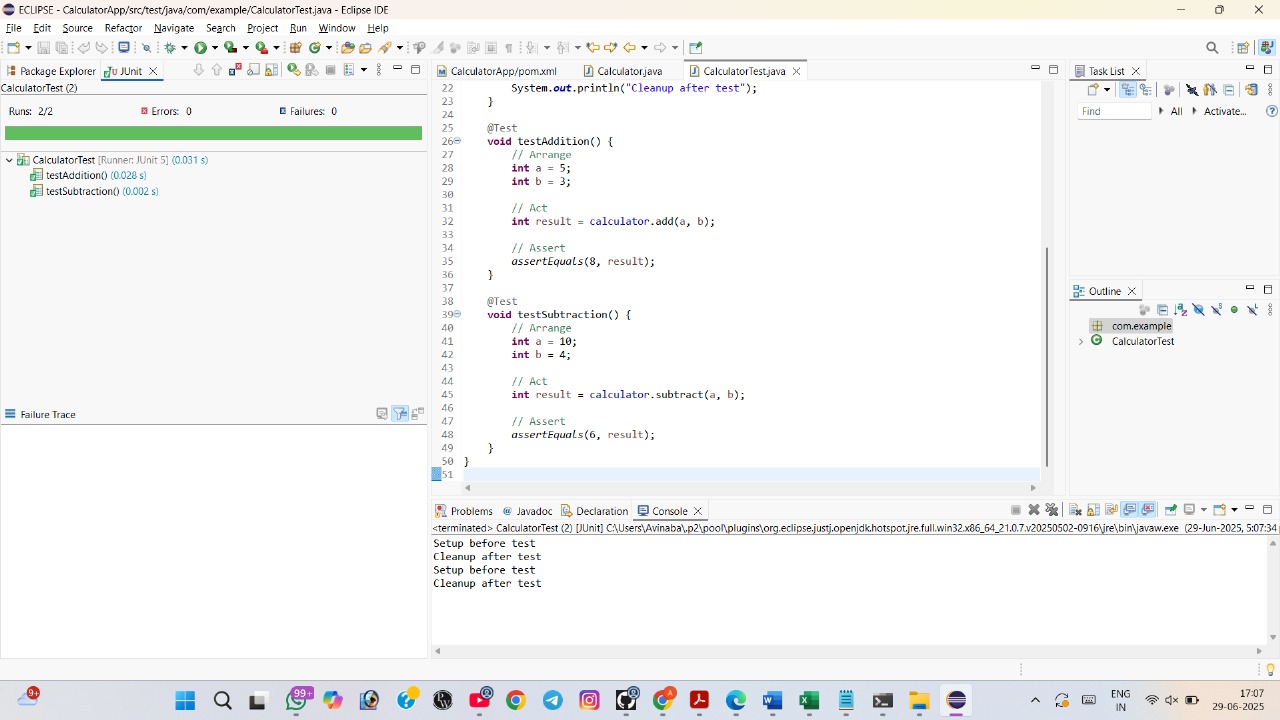 ECLIPSE - CalculatorApp/src/test/java/com/example/CalculatorTest.java - Eclipse IDE
File Edit Source Refactor Navigate Search Project Run Window Help
Package Explorer JUnit
CalculatorTest (2)
Runs: 2/2 Errors: 0 Failures: 0
CalculatorTest [Runner: JUnit 5] (0.031 s)
testAddition() (0.028 s)
testSubtraction() (0.002 s)
Failure Trace
CalculatorApp/pom.xml Calculator.java CalculatorTest.java
22 System.out.println("Cleanup after test");
23 }
24
25 @Test
26 void testAddition() {
27 // Arrange
28 int a = 5;
29 int b = 3;
30
31 // Act
32 int result = calculator.add(a, b);
33
34 // Assert
35 assertEquals(8, result);
36 }
37
38 @Test
39 void testSubtraction() {
40 // Arrange
41 int a = 10;
42 int b = 4;
43
44 // Act
45 int result = calculator.subtract(a, b);
46
47 // Assert
48 assertEquals(6, result);
49 }
50 }
51
Task List
Find All Activate...
Outline
com.example
CalculatorTest
Problems Javadoc Declaration Console
<terminated> CalculatorTest (2) [JUnit] C:\Users\Avinaba\.p2\pool\plugins\org.eclipse.justj.openjdk.hotspot.jre.full.win32.x86_64_21.0.7.v20250502-0916\jre\bin\javaw.exe (29-Jun-2025, 5:07:34
Setup before test
Cleanup after test
Setup before test
Cleanup after test
9+
99+
ENG
IN
17:07
29-06-2025